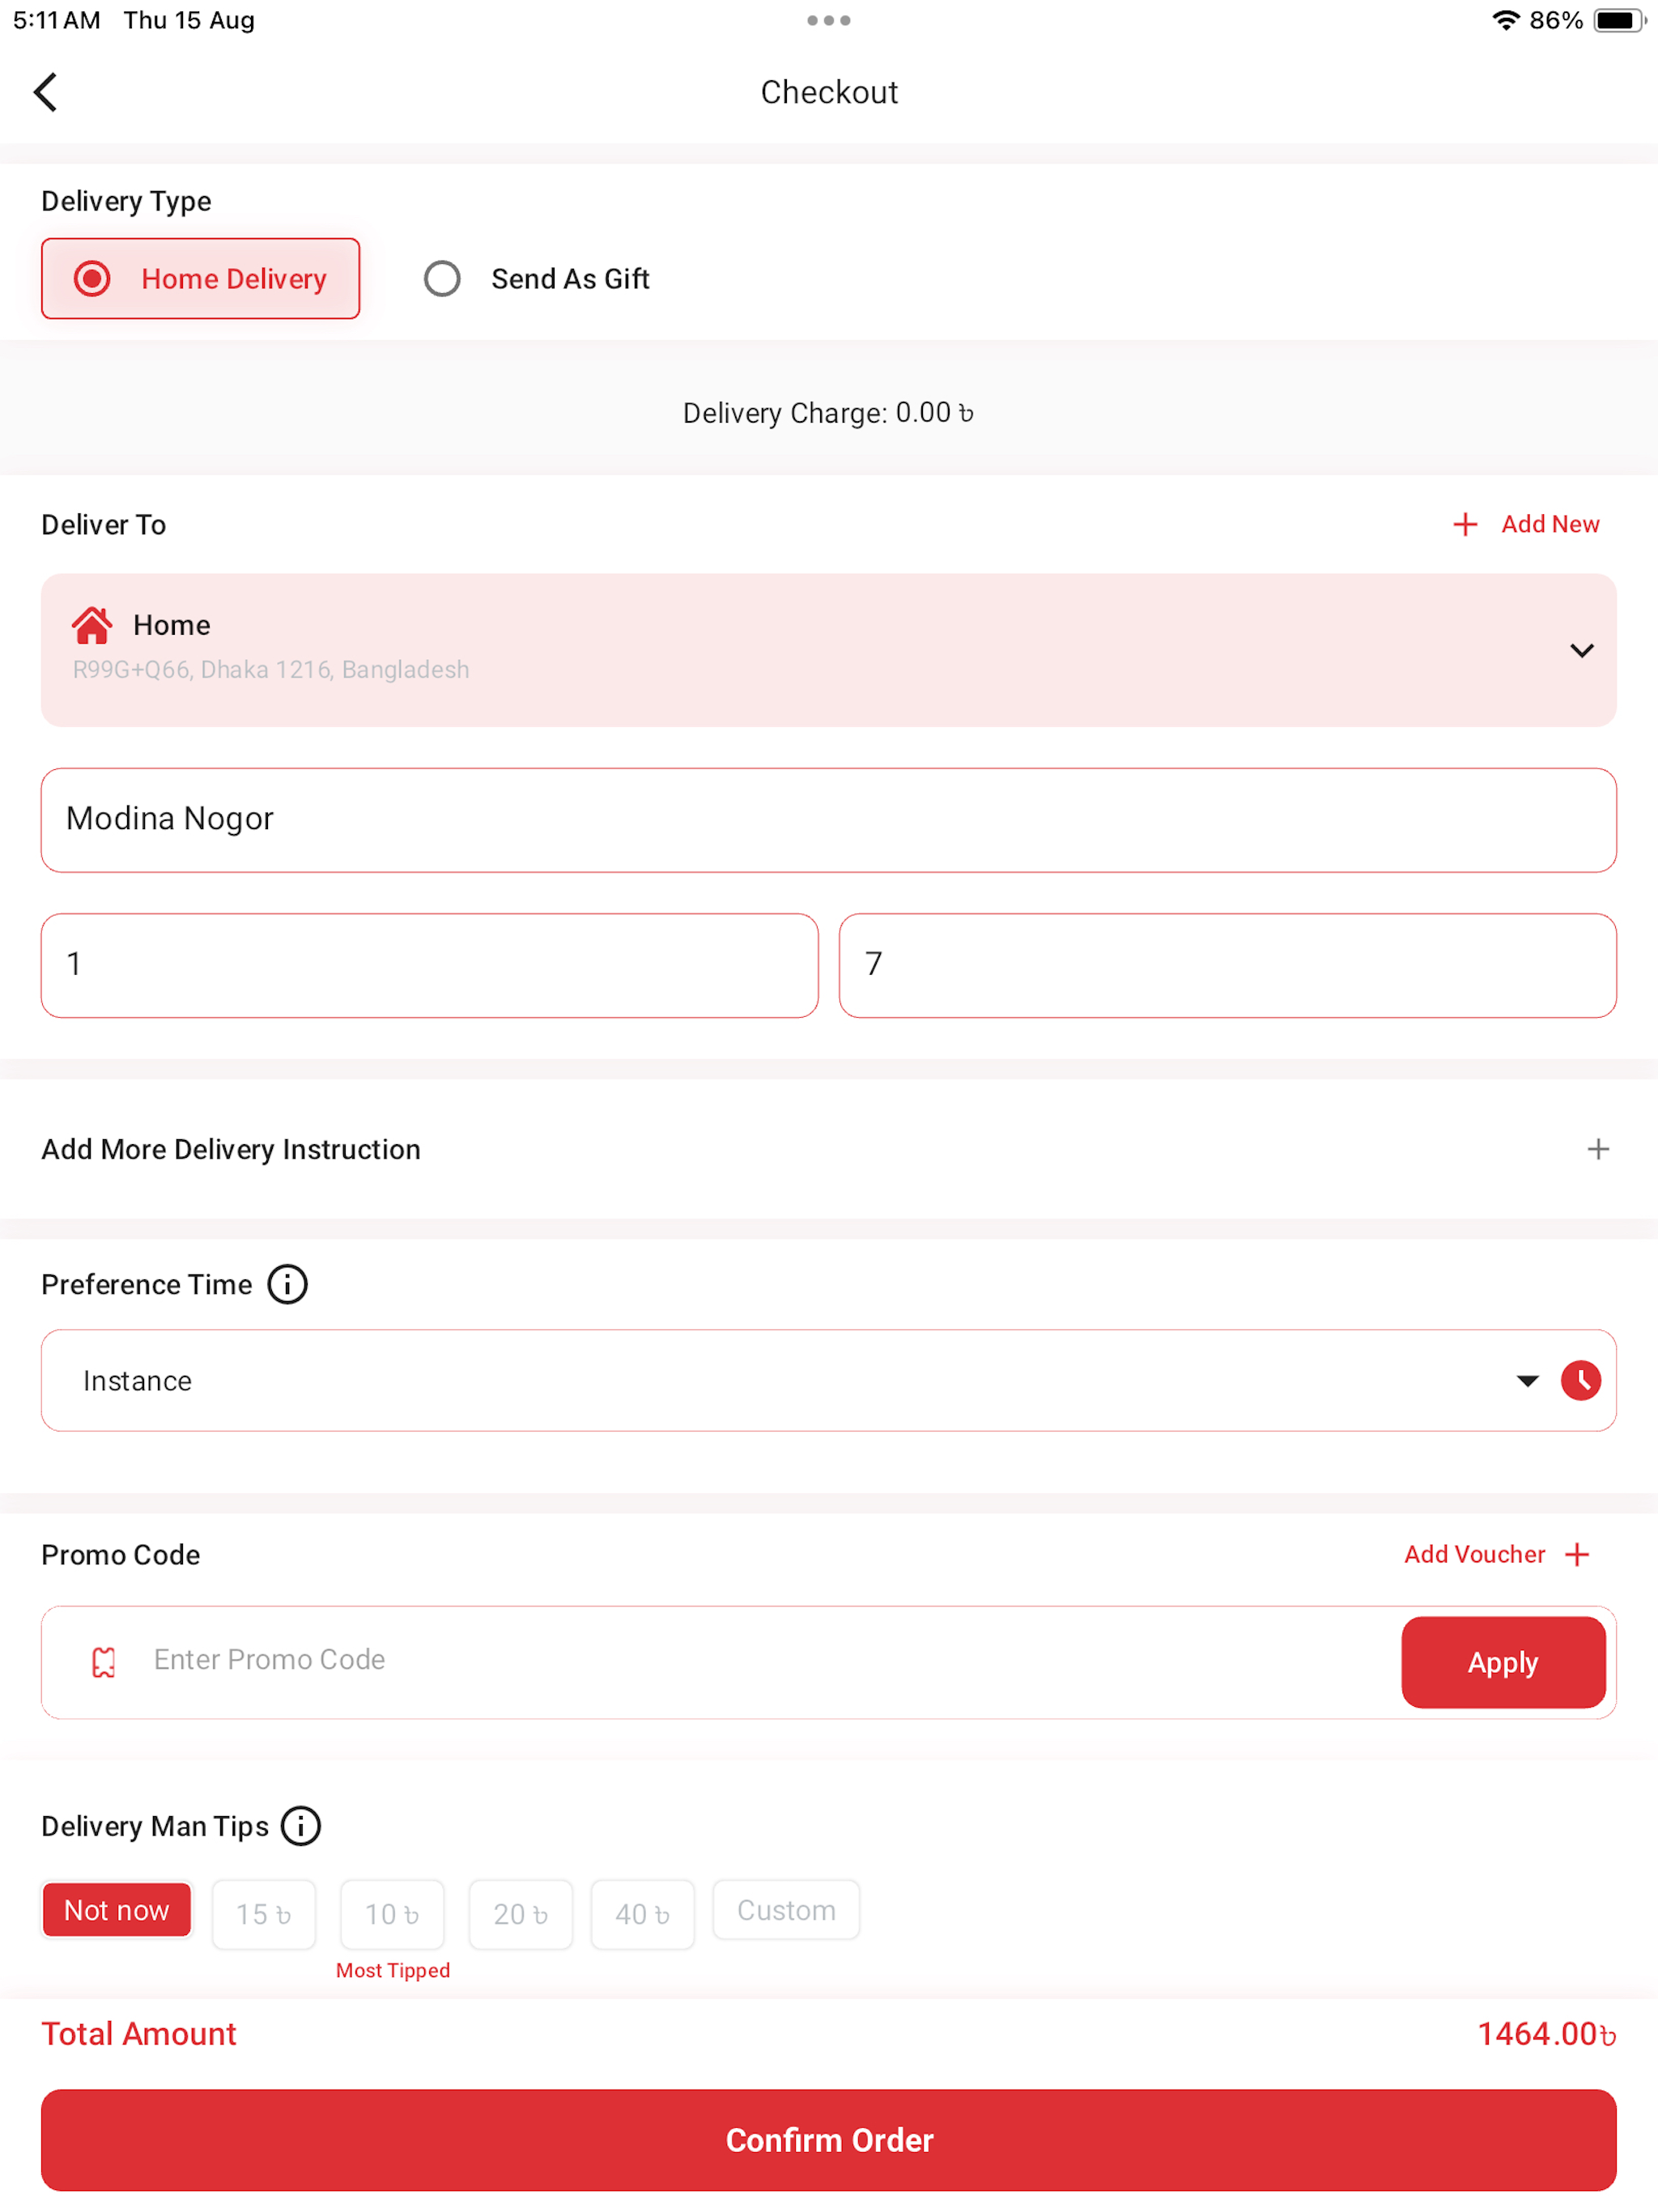 5:11 AM Thu 15 Aug
86%
Checkout
Delivery Type
Home Delivery
Send As Gift
Delivery Charge: 0.00 ৳
Deliver To
Add New
Home
R99G+Q66, Dhaka 1216, Bangladesh
Modina Nogor
1
7
Add More Delivery Instruction
Preference Time
Instance
Promo Code
Add Voucher
Enter Promo Code
Apply
Delivery Man Tips
Not now
15 ৳
10 ৳
20 ৳
40 ৳
Custom
Most Tipped
Total Amount
1464.00৳
Confirm Order